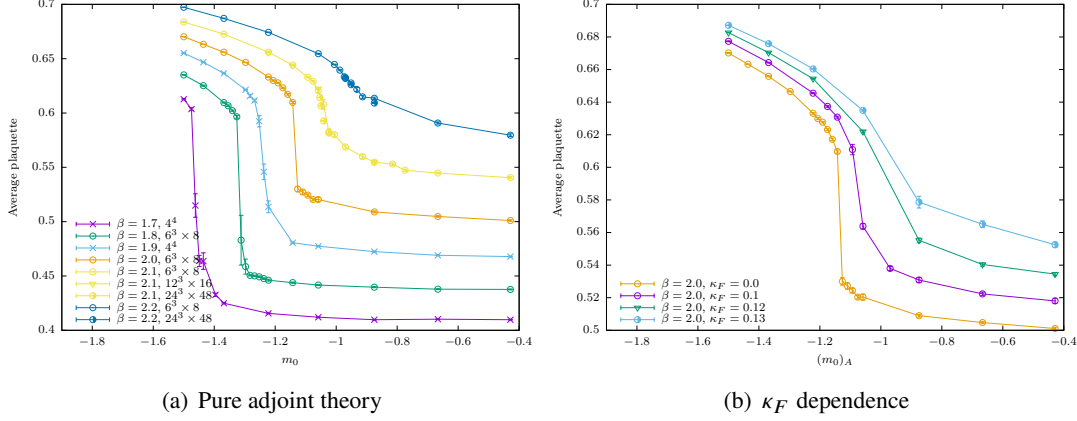 0.7
0.65
0.6
0.55
0.5
0.45
0.4
Average plaquette
β = 1.7, 4⁴
β = 1.8, 6³ × 8
β = 1.9, 4⁴
β = 2.0, 6³ × 8
β = 2.1, 6³ × 8
β = 2.1, 12³ × 16
β = 2.1, 24³ × 48
β = 2.2, 6³ × 8
β = 2.2, 24³ × 48
−1.8 −1.6 −1.4 −1.2 −1 −0.8 −0.6 −0.4
m₀
(a) Pure adjoint theory
0.7
0.68
0.66
0.64
0.62
0.6
0.58
0.56
0.54
0.52
0.5
Average plaquette
β = 2.0, κF = 0.0
β = 2.0, κF = 0.1
β = 2.0, κF = 0.12
β = 2.0, κF = 0.13
−1.8 −1.6 −1.4 −1.2 −1 −0.8 −0.6 −0.4
(m₀)A
(b) κF dependence